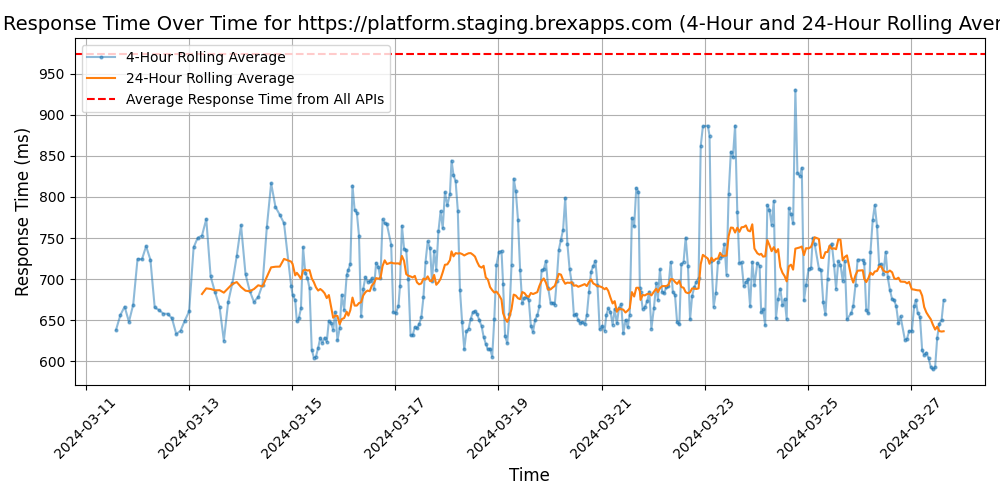 Response Time Over Time for https://platform.staging.brexapps.com (4-Hour and 24-Hour Rolling Aver
4-Hour Rolling Average
24-Hour Rolling Average
Average Response Time from All APIs
Response Time (ms)
950
900
850
800
750
700
650
600
2024-03-11
2024-03-13
2024-03-15
2024-03-17
2024-03-19
2024-03-21
2024-03-23
2024-03-25
2024-03-27
Time